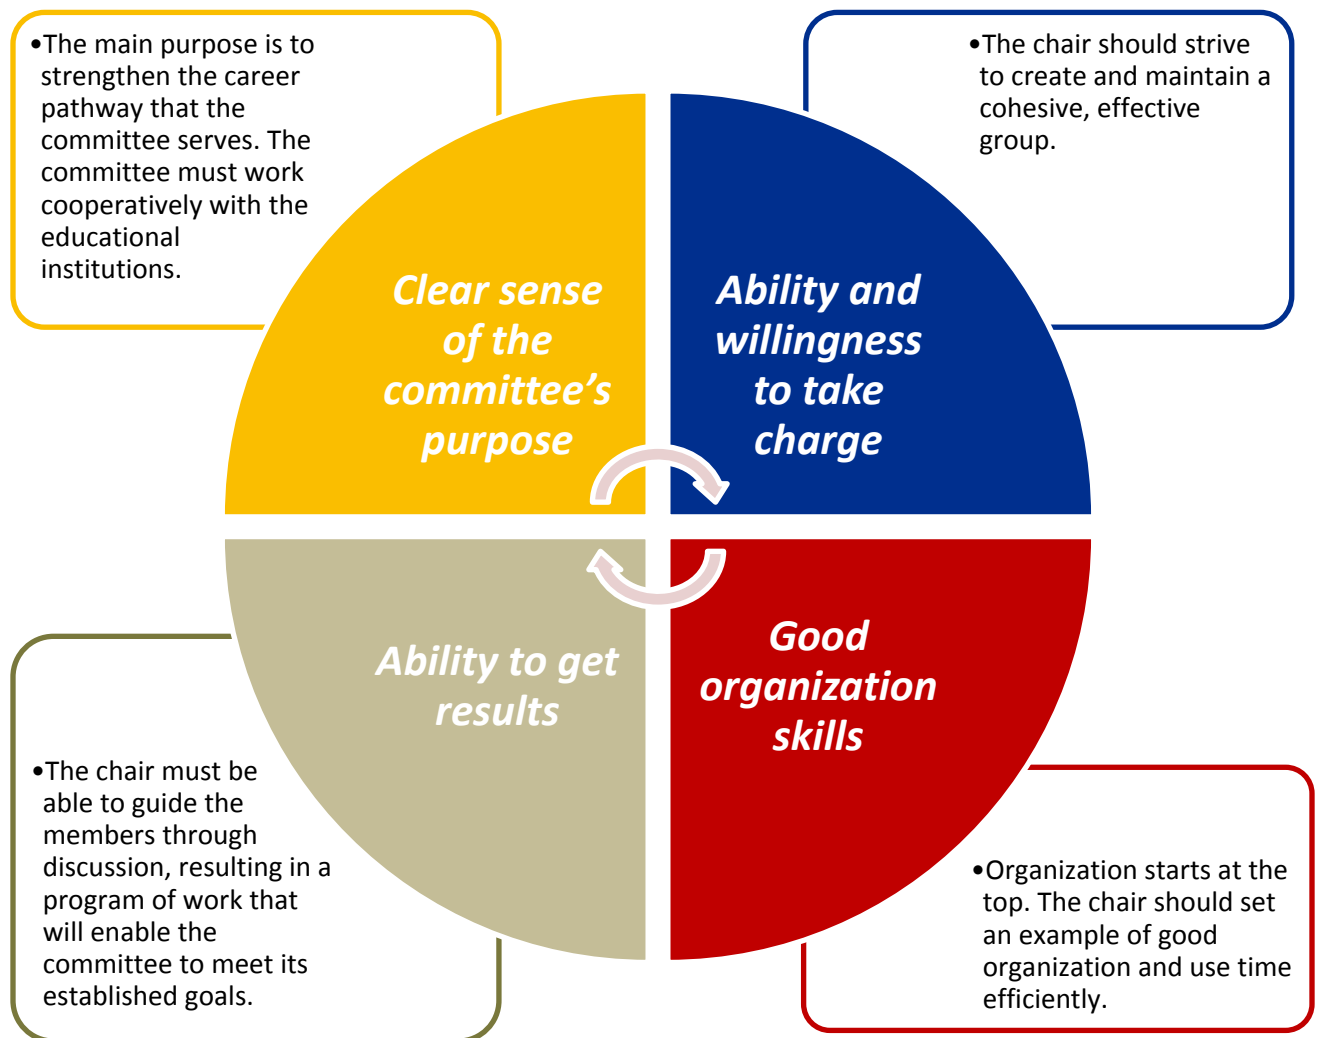 •The main purpose is to
strengthen the career
pathway that the
committee serves. The
committee must work
cooperatively with the
educational
institutions.
•The chair should strive
to create and maintain a
cohesive, effective
group.
Clear sense
of the
committee’s
purpose
Ability and
willingness
to take
charge
Ability to get
results
Good
organization
skills
•The chair must be
able to guide the
members through
discussion, resulting in a
program of work that
will enable the
committee to meet its
established goals.
•Organization starts at the
top. The chair should set
an example of good
organization and use time
efficiently.